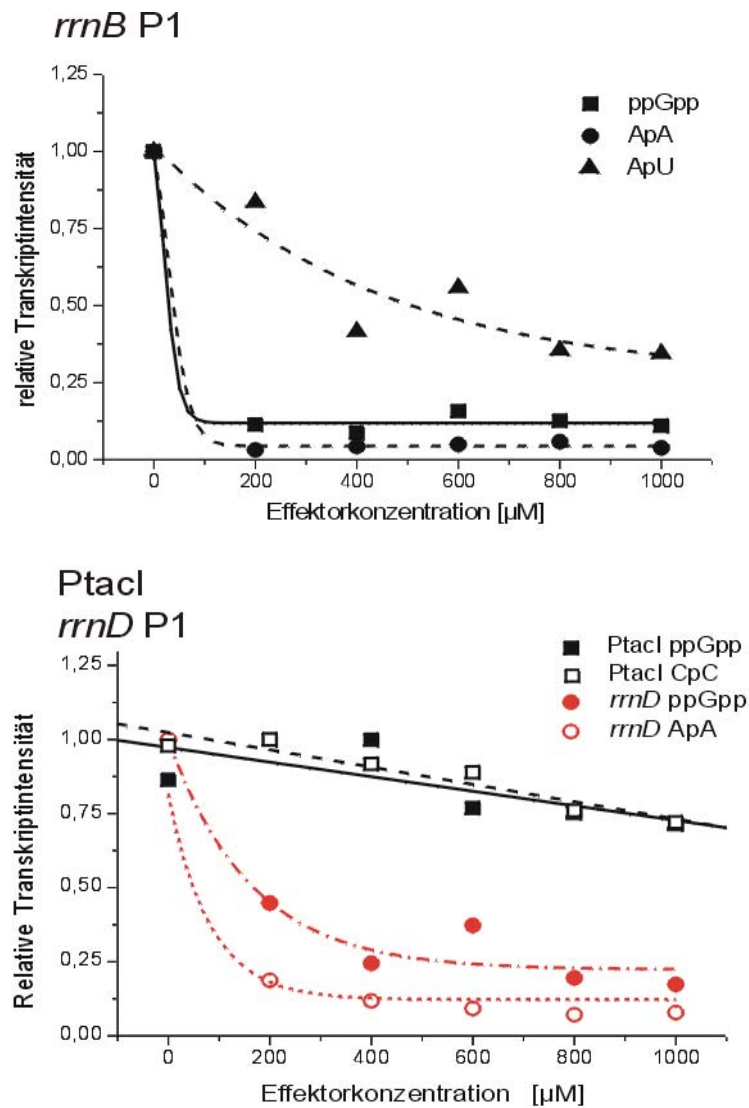 rrnB P1
1,25
1,00
0,75
0,50
0,25
0,00
relative Transkriptintensität
ppGpp
ApA
ApU
0 200 400 600 800 1000
Effektorkonzentration [µM]
PtacI
rrnD P1
1,25
1,00
0,75
0,50
0,25
0,00
Relative Transkriptintensität
PtacI ppGpp
PtacI CpC
rrnD ppGpp
rrnD ApA
0 200 400 600 800 1000
Effektorkonzentration [µM]